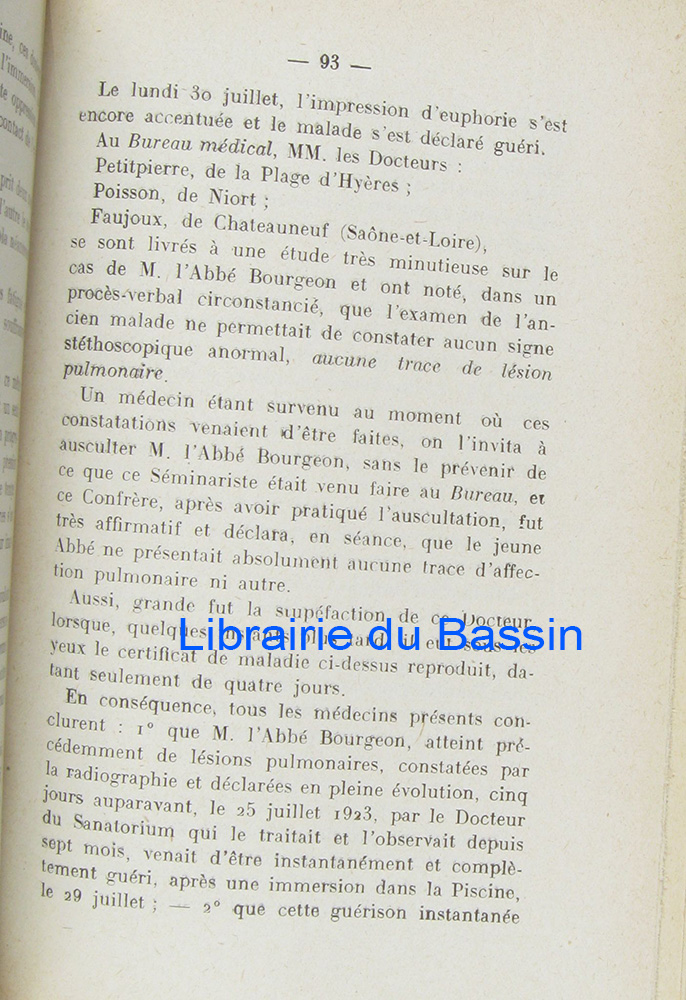 — 93 —
Le lundi 30 juillet, l'impression d'euphorie s'est
encore accentuée et le malade s'est déclaré guéri.
Au Bureau médical, MM. les Docteurs :
Petitpierre, de la Plage d'Hyères ;
Poisson, de Niort ;
Faujoux, de Chateauneuf (Saône-et-Loire),
se sont livrés à une étude très minutieuse sur le
cas de M. l'Abbé Bourgeon et ont noté, dans un
procès-verbal circonstancié, que l'examen de l'an-
cien malade ne permettait de constater aucun signe
stéthoscopique anormal, aucune trace de lésion
pulmonaire.
Un médecin étant survenu au moment où ces
constatations venaient d'être faites, on l'invita à
ausculter M. l'Abbé Bourgeon, sans le prévenir de
ce que ce Séminariste était venu faire au Bureau, et
ce Confrère, après avoir pratiqué l'auscultation, fut
très affirmatif et déclara, en séance, que le jeune
Abbé ne présentait absolument aucune trace d'affec-
tion pulmonaire ni autre.
Aussi, grande fut la stupéfaction de ce Docteur
lorsque, quelques instants plus tard, il eut sous les
Librairie du Bassin
yeux le certificat de maladie ci-dessus reproduit, da-
tant seulement de quatre jours.
En conséquence, tous les médecins présents con-
clurent : 1° que M. l'Abbé Bourgeon, atteint pré-
cédemment de lésions pulmonaires, constatées par
la radiographie et déclarées en pleine évolution, cinq
jours auparavant, le 25 juillet 1923, par le Docteur
du Sanatorium qui le traitait et l'observait depuis
sept mois, venait d'être instantanément et complè-
tement guéri, après une immersion dans la Piscine,
le 29 juillet ; — 2° que cette guérison instantanée